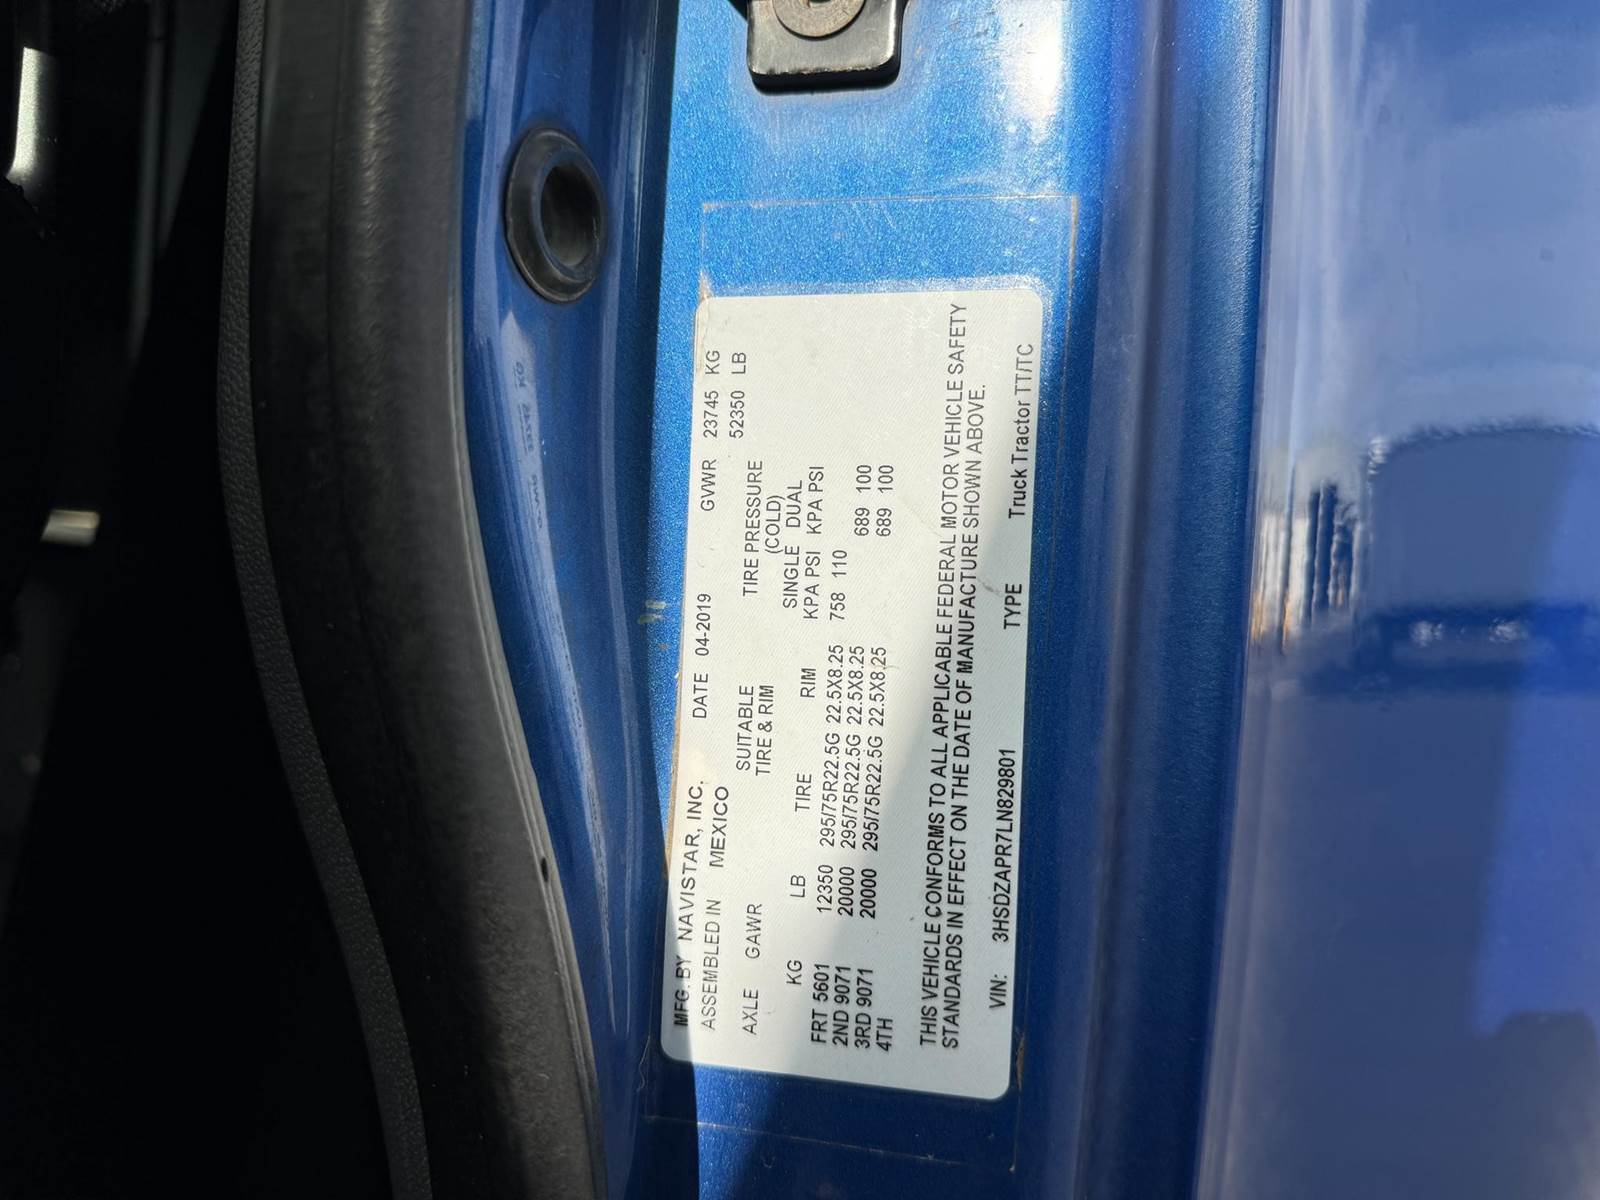 MFG. BY NAVISTAR, INC. DATE 04-2019 GVWR 23745 KG
ASSEMBLED IN MEXICO 52350 LB
AXLE GAWR SUITABLE TIRE PRESSURE
TIRE & RIM (COLD)
SINGLE DUAL
KG LB TIRE RIM KPA PSI KPA PSI
FRT 5601 12350 295/75R22.5G 22.5X8.25 758 110
2ND 9071 20000 295/75R22.5G 22.5X8.25 689 100
3RD 9071 20000 295/75R22.5G 22.5X8.25 689 100
4TH
THIS VEHICLE CONFORMS TO ALL APPLICABLE FEDERAL MOTOR VEHICLE SAFETY
STANDARDS IN EFFECT ON THE DATE OF MANUFACTURE SHOWN ABOVE.
VIN: 3HSDZAPR7LN829801 TYPE Truck Tractor TT/TC